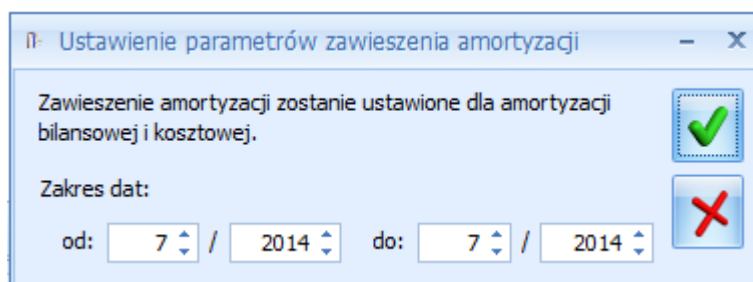 Ustawienie parametrów zawieszenia amortyzacji
Zawieszenie amortyzacji zostanie ustawione dla amortyzacji
bilansowej i kosztowej.
Zakres dat:
od: 7 / 2014 do: 7 / 2014